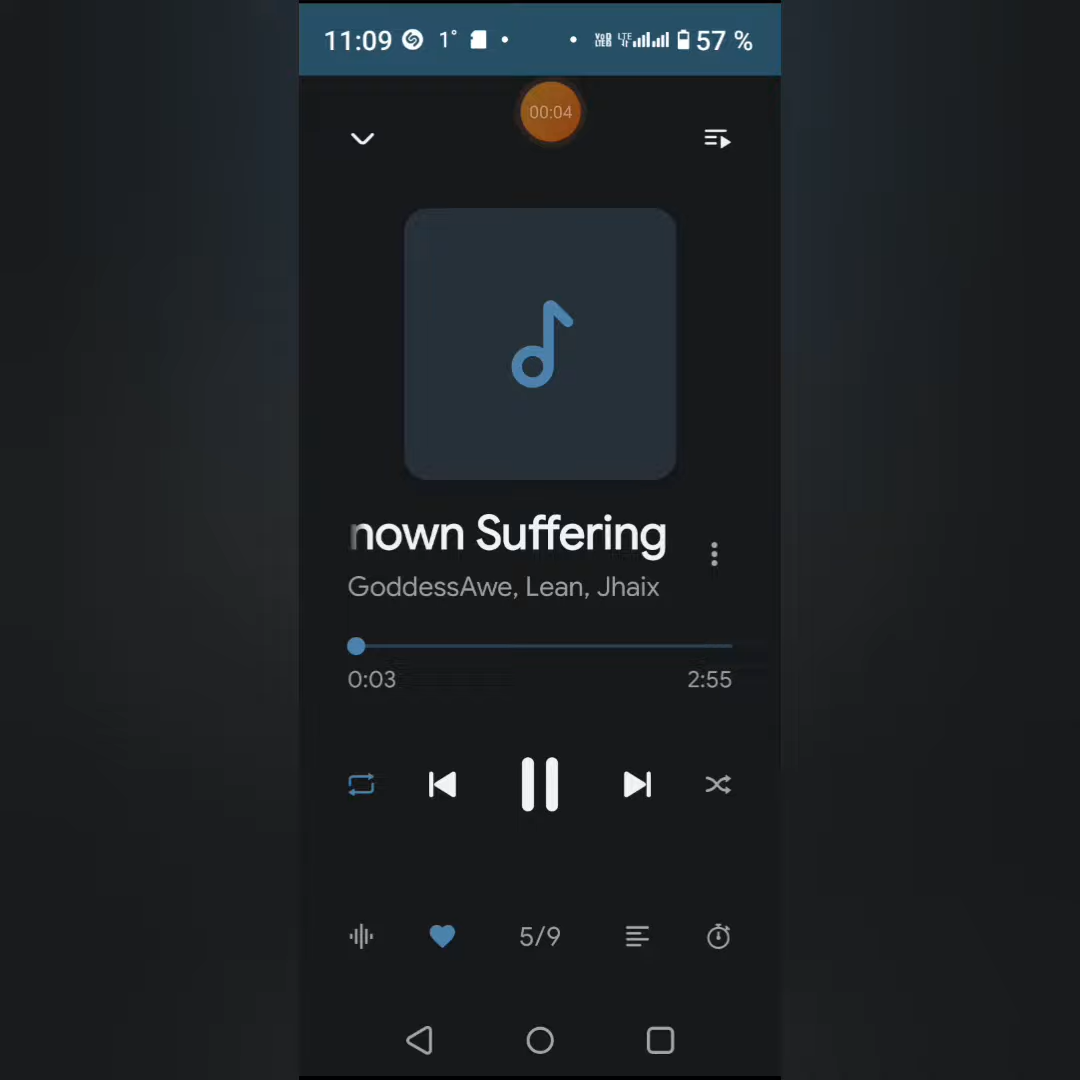 11:09 1° 57 %
00:04
nown Suffering
GoddessAwe, Lean, Jhaix
0:03 2:55
5/9